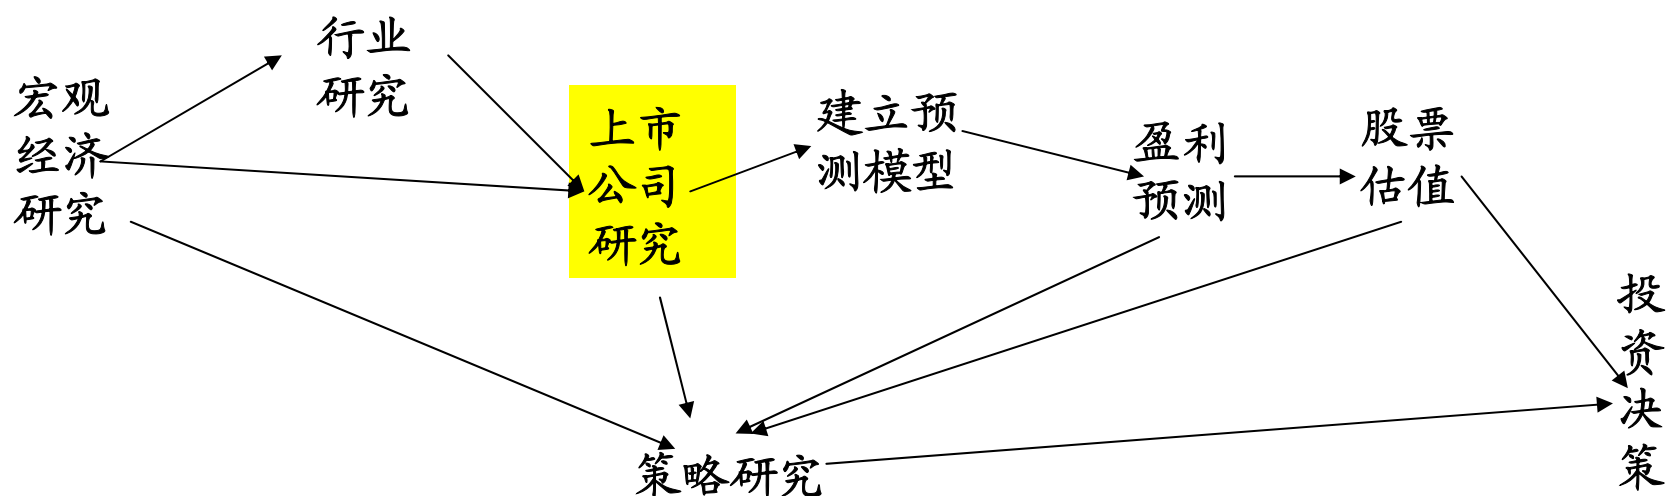 宏观
经济
研究
行业
研究
上市
公司
研究
建立预
测模型
盈利
预测
股票
估值
投
资
决
策
策略研究